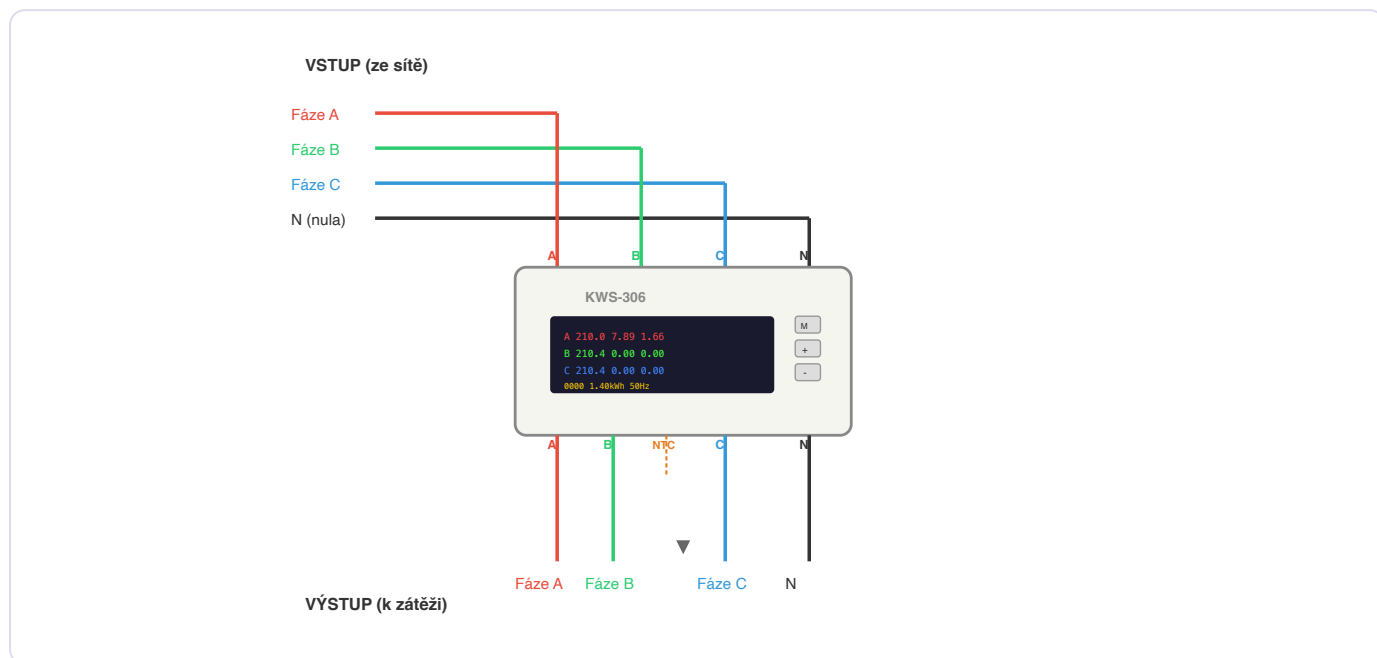 VSTUP (ze sítě)
Fáze A
Fáze B
Fáze C
N (nula)
A B C N
KWS-306
A 210.0 7.89 1.66
B 210.4 0.00 0.00
C 210.4 0.00 0.00
0000 1.40kWh 50Hz
M
+
-
A B NTC C N
Fáze A Fáze B Fáze C N
VÝSTUP (k zátěži)